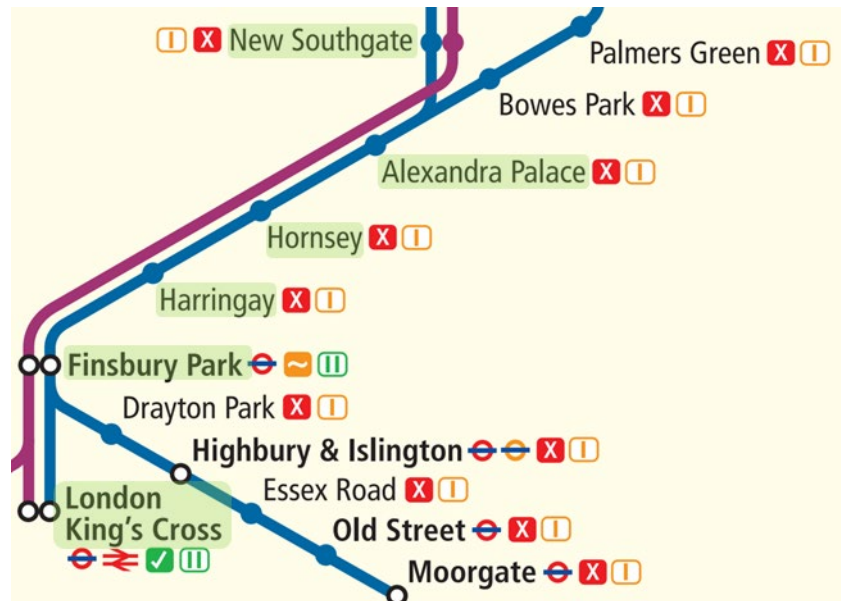 New Southgate
Palmers Green
Bowes Park
Alexandra Palace
Hornsey
Harringay
Finsbury Park
Drayton Park
Highbury & Islington
Essex Road
London
King's Cross
Old Street
Moorgate